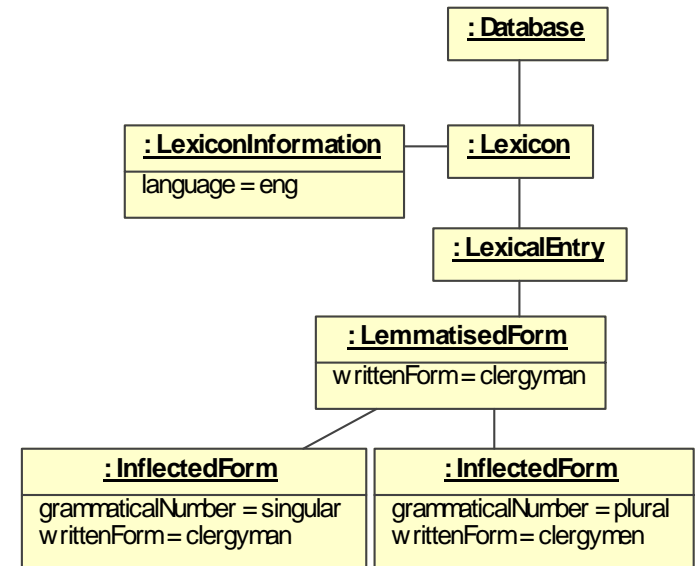 : Database
: LexiconInformation
language = eng
: Lexicon
: LexicalEntry
: LemmatisedForm
writtenForm = clergyman
: InflectedForm
grammaticalNumber = singular
writtenForm = clergyman
: InflectedForm
grammaticalNumber = plural
writtenForm = clergymen